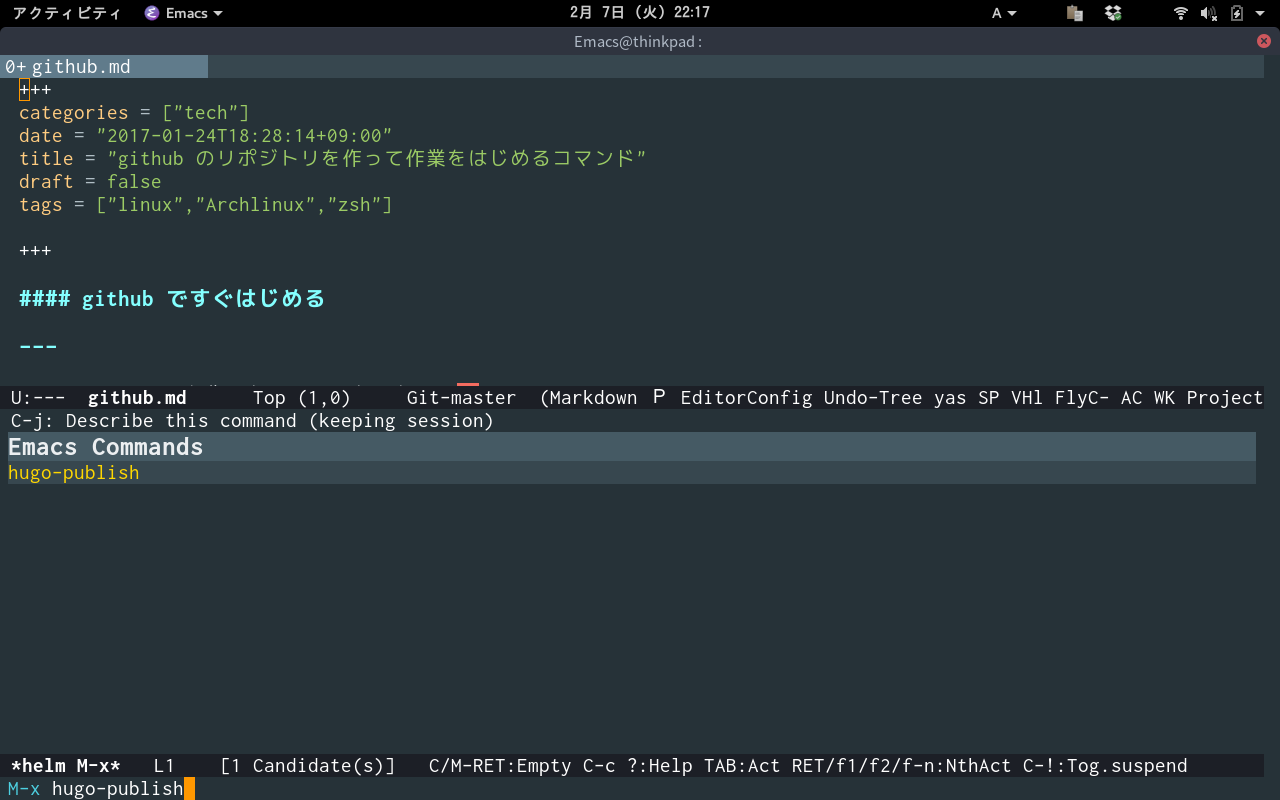 アクティビティ Emacs 2月 7日 (火) 22:17 A
Emacs@thinkpad:
0+ github.md
+++
categories = ["tech"]
date = "2017-01-24T18:28:14+09:00"
title = "github のリポジトリを作って作業をはじめるコマンド"
draft = false
tags = ["linux","Archlinux","zsh"]
+++
#### github ですぐはじめる
---
U:--- github.md Top (1,0) Git-master (Markdown P EditorConfig Undo-Tree yas SP VHl FlyC- AC WK Project
C-j: Describe this command (keeping session)
Emacs Commands
hugo-publish
*helm M-x* L1 [1 Candidate(s)] C/M-RET:Empty C-c ?:Help TAB:Act RET/f1/f2/f-n:NthAct C-!:Tog.suspend
M-x hugo-publish